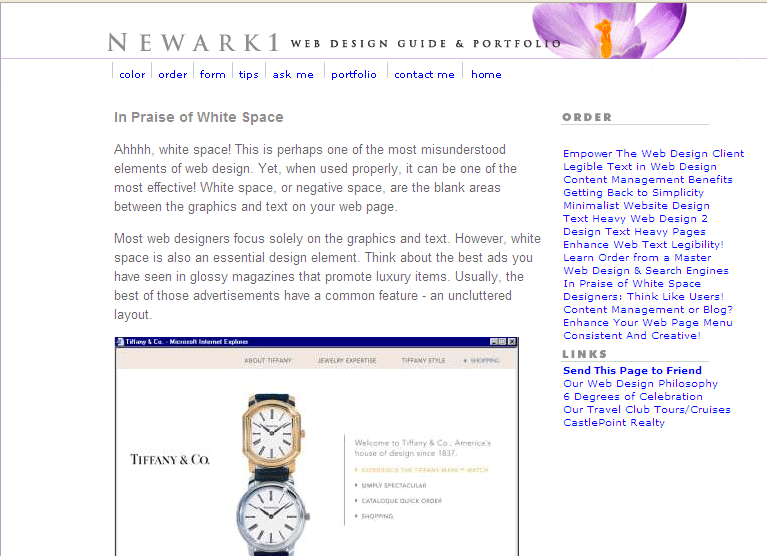 NEWARK1 WEB DESIGN GUIDE & PORTFOLIO
color order form tips ask me portfolio contact me home
In Praise of White Space
Ahhhh, white space! This is perhaps one of the most misunderstood
elements of web design. Yet, when used properly, it can be one of the
most effective! White space, or negative space, are the blank areas
between the graphics and text on your web page.
Most web designers focus solely on the graphics and text. However, white
space is also an essential design element. Think about the best ads you
have seen in glossy magazines that promote luxury items. Usually, the
best of those advertisements have a common feature - an uncluttered
layout.
Tiffany & Co. - Microsoft Internet Explorer
ABOUT TIFFANY JEWELRY EXPERTISE TIFFANY STYLE SHOPPING
TIFFANY & CO.
Welcome to Tiffany & Co., America's
house of design since 1837.
EXPERIENCE THE TIFFANY MARK™ WATCH
SIMPLY SPECTACULAR
CATALOGUE QUICK ORDER
SHOPPING
ORDER
Empower The Web Design Client
Legible Text in Web Design
Content Management Benefits
Getting Back to Simplicity
Minimalist Website Design
Text Heavy Web Design 2
Design Text Heavy Pages
Enhance Web Text Legibility!
Learn Order from a Master
Web Design & Search Engines
In Praise of White Space
Designers: Think Like Users!
Content Management or Blog?
Enhance Your Web Page Menu
Consistent And Creative!
LINKS
Send This Page to Friend
Our Web Design Philosophy
6 Degrees of Celebration
Our Travel Club Tours/Cruises
CastlePoint Realty